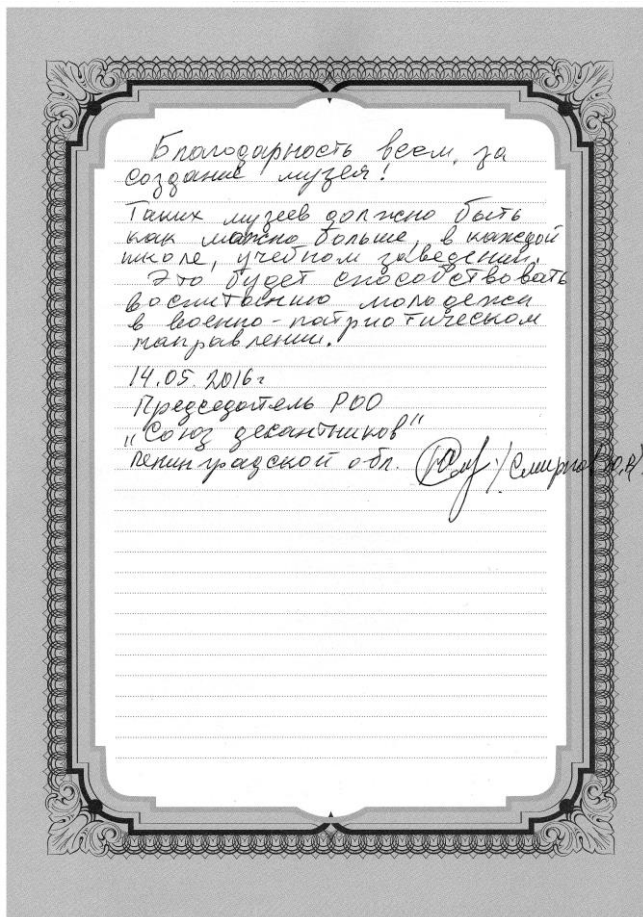 Благодарность всем, за
создание музея!
Таких музеев должно быть
как можно больше, в каждой
школе, учебном заведении.
Это будет способствовать
воспитанию молодежи
в военно-патриотическом
направлении.
14.05.2016г
Председатель РОО
"Союз десантников"
Ленинградской обл. /Смирнов